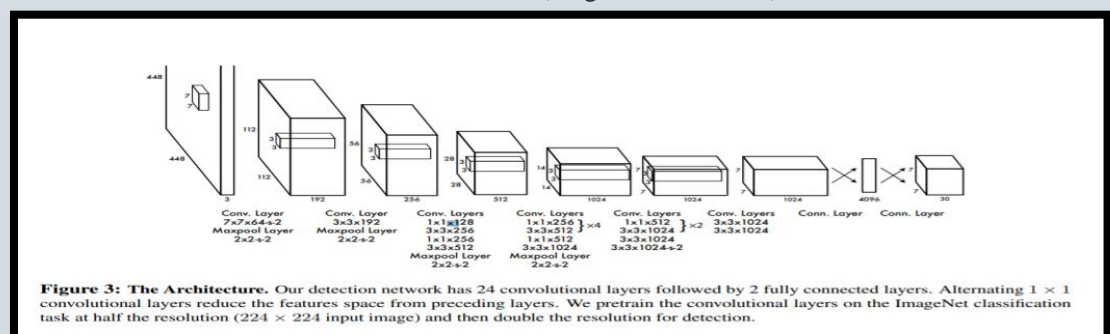 448
7
7
448
3
112
3
3
112
192
56
3
3
56
256
28
3
3
28
512
14
3
3
14
1024
7
3
3
7
1024
7
7
1024
4096
7
7
30
Conv. Layer
7x7x64-s-2
Maxpool Layer
2x2-s-2
Conv. Layer
3x3x192
Maxpool Layer
2x2-s-2
Conv. Layers
1x1x128
3x3x256
1x1x256
3x3x512
Maxpool Layer
2x2-s-2
Conv. Layers
1x1x256
3x3x512 }×4
1x1x512
3x3x1024
Maxpool Layer
2x2-s-2
Conv. Layers
1x1x512
3x3x1024 }×2
3x3x1024
3x3x1024-s-2
Conv. Layers
3x3x1024
3x3x1024
Conn. Layer
Conn. Layer
Figure 3: The Architecture. Our detection network has 24 convolutional layers followed by 2 fully connected layers. Alternating 1 × 1
convolutional layers reduce the features space from preceding layers. We pretrain the convolutional layers on the ImageNet classification
task at half the resolution (224 × 224 input image) and then double the resolution for detection.